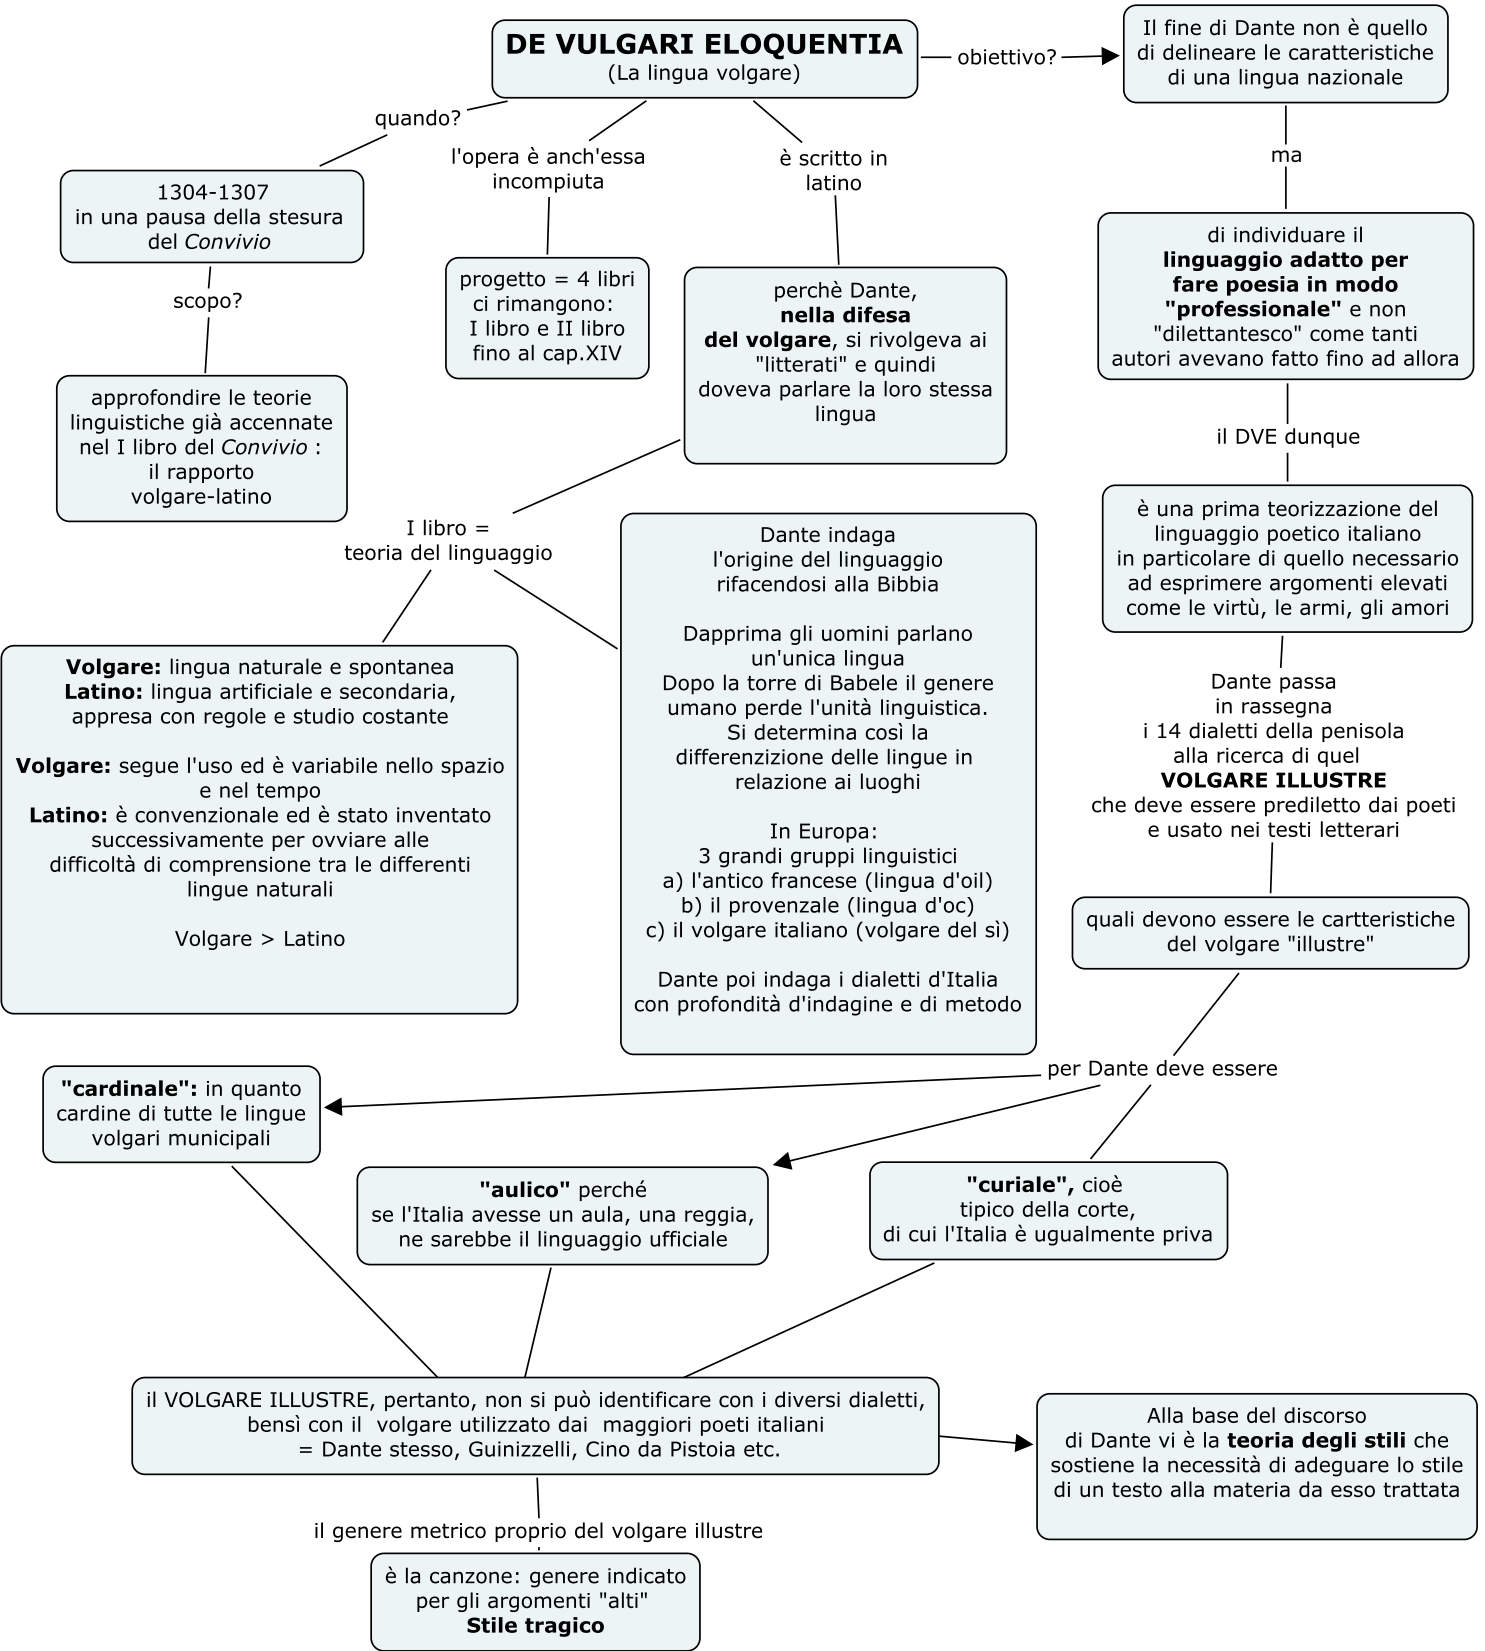 DE VULGARI ELOQUENTIA
(La lingua volgare)
obiettivo?
Il fine di Dante non è quello
di delineare le caratteristiche
di una lingua nazionale
quando?
l'opera è anch'essa
incompiuta
è scritto in
latino
ma
1304-1307
in una pausa della stesura
del Convivio
scopo?
approfondire le teorie
linguistiche già accennate
nel I libro del Convivio :
il rapporto
volgare-latino
progetto = 4 libri
ci rimangono:
I libro e II libro
fino al cap.XIV
perchè Dante,
nella difesa
del volgare, si rivolgeva ai
"litterati" e quindi
doveva parlare la loro stessa
lingua
di individuare il
linguaggio adatto per
fare poesia in modo
"professionale" e non
"dilettantesco" come tanti
autori avevano fatto fino ad allora
il DVE dunque
è una prima teorizzazione del
linguaggio poetico italiano
in particolare di quello necessario
ad esprimere argomenti elevati
come le virtù, le armi, gli amori
I libro =
teoria del linguaggio
Volgare: lingua naturale e spontanea
Latino: lingua artificiale e secondaria,
appresa con regole e studio costante
Volgare: segue l'uso ed è variabile nello spazio
e nel tempo
Latino: è convenzionale ed è stato inventato
successivamente per ovviare alle
difficoltà di comprensione tra le differenti
lingue naturali
Volgare > Latino
Dante indaga
l'origine del linguaggio
rifacendosi alla Bibbia
Dapprima gli uomini parlano
un'unica lingua
Dopo la torre di Babele il genere
umano perde l'unità linguistica.
Si determina così la
differenzizione delle lingue in
relazione ai luoghi
In Europa:
3 grandi gruppi linguistici
a) l'antico francese (lingua d'oil)
b) il provenzale (lingua d'oc)
c) il volgare italiano (volgare del sì)
Dante poi indaga i dialetti d'Italia
con profondità d'indagine e di metodo
Dante passa
in rassegna
i 14 dialetti della penisola
alla ricerca di quel
VOLGARE ILLUSTRE
che deve essere prediletto dai poeti
e usato nei testi letterari
quali devono essere le cartteristiche
del volgare "illustre"
per Dante deve essere
"cardinale": in quanto
cardine di tutte le lingue
volgari municipali
"aulico" perché
se l'Italia avesse un aula, una reggia,
ne sarebbe il linguaggio ufficiale
"curiale", cioè
tipico della corte,
di cui l'Italia è ugualmente priva
il VOLGARE ILLUSTRE, pertanto, non si può identificare con i diversi dialetti,
bensì con il  volgare utilizzato dai  maggiori poeti italiani
= Dante stesso, Guinizzelli, Cino da Pistoia etc.
Alla base del discorso
di Dante vi è la teoria degli stili che
sostiene la necessità di adeguare lo stile
di un testo alla materia da esso trattata
il genere metrico proprio del volgare illustre
è la canzone: genere indicato
per gli argomenti "alti"
Stile tragico